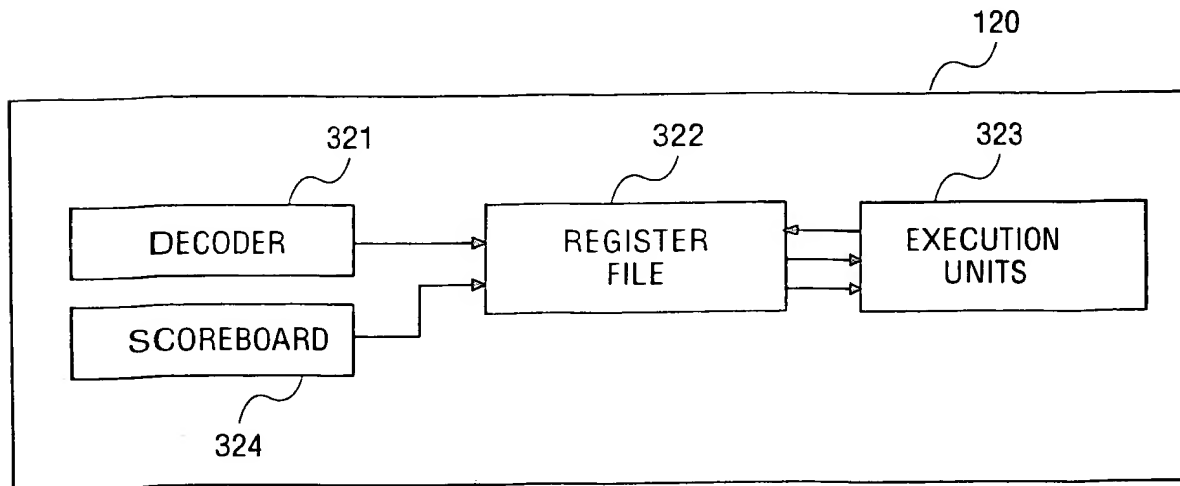 120
321
322
323
DECODER
REGISTER
FILE
EXECUTION
UNITS
SCOREBOARD
324